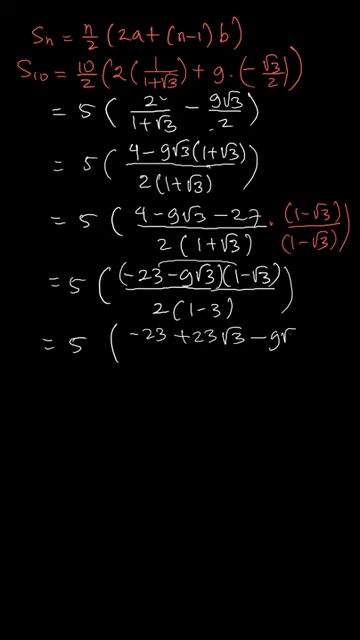 Sn = n/2 (2a + (n-1) b)
S10 = 10/2 (2 (1/(1+√3)) + 9 · (-√3/2))
= 5 (2/(1+√3) - 9√3/2)
= 5 ((4-9√3(1+√3))/(2(1+√3)))
= 5 ((4-9√3-27)/(2(1+√3)) · (1-√3)/(1-√3))
= 5 ((-23-9√3)(1-√3)/(2(1-3)))
= 5 (-23+23√3-9√